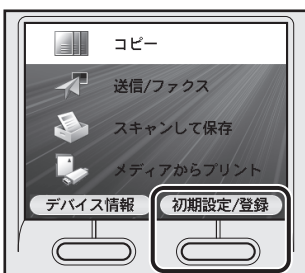 コピー
送信/ファクス
スキャンして保存
メディアからプリント
デバイス情報 初期設定/登録